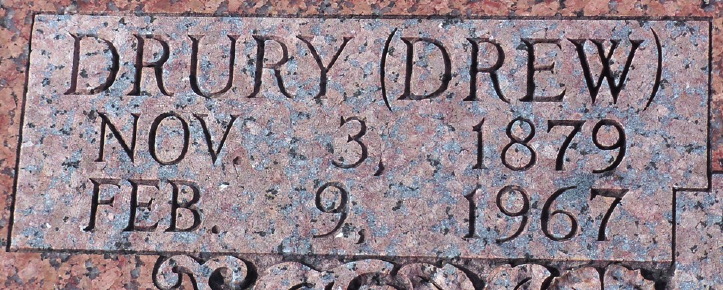 DRURY (DREW)
NOV. 3, 1879
FEB. 9, 1967